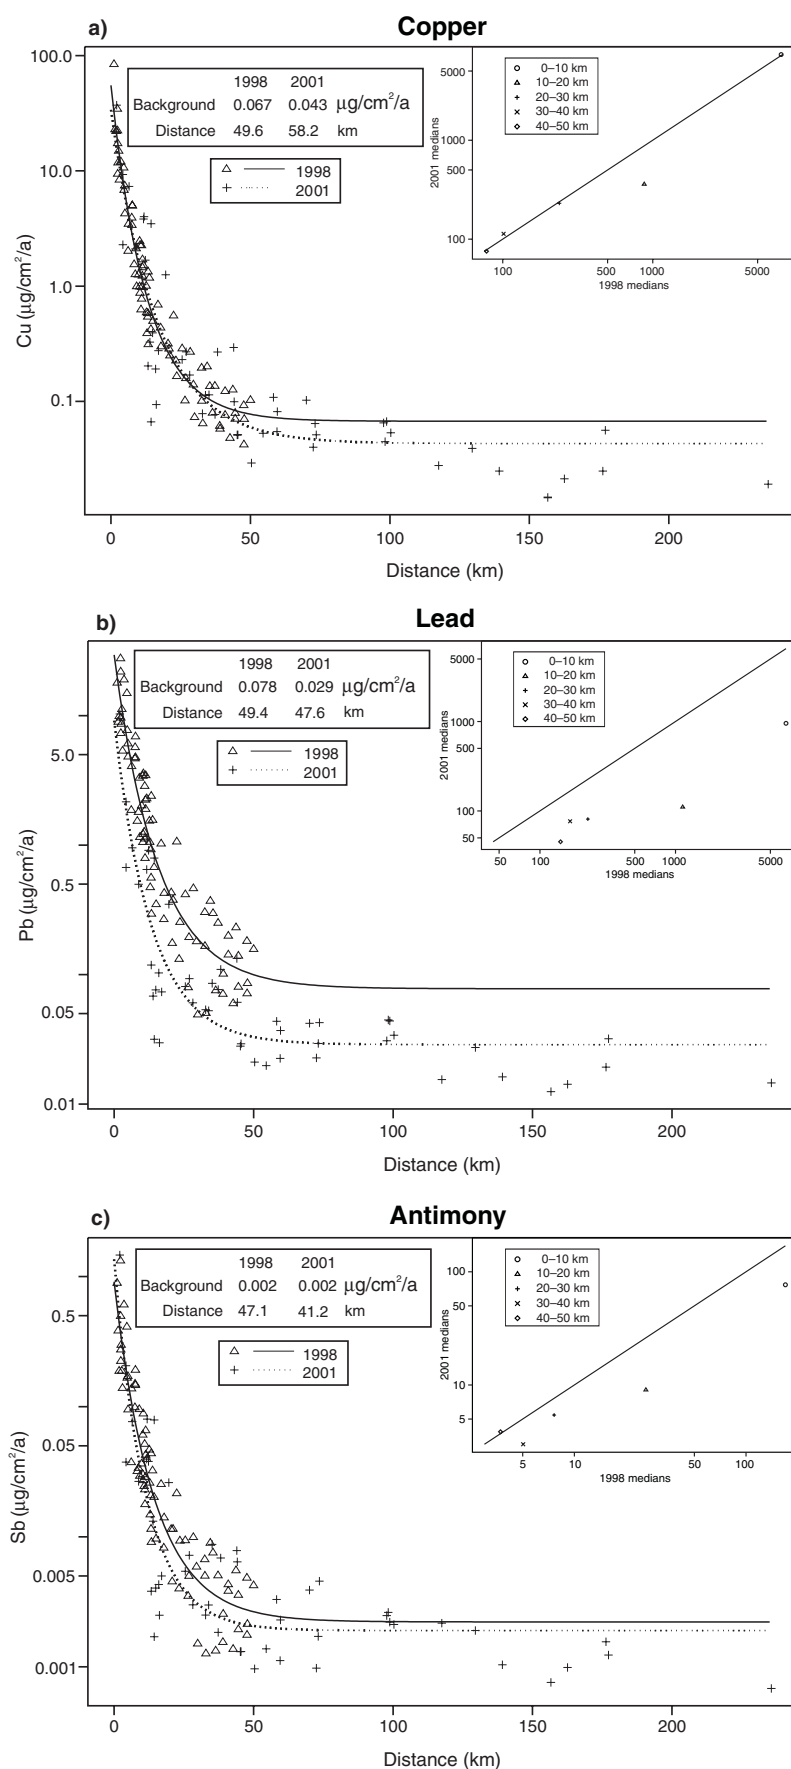 a) Copper
100.0
10.0
1.0
0.1
Cu (μg/cm²/a)
1998 2001
Background 0.067 0.043 μg/cm²/a
Distance 49.6 58.2 km
1998
2001
0–10 km
10–20 km
20–30 km
30–40 km
40–50 km
5000
1000
500
100
2001 medians
100 500 1000 5000
1998 medians
0 50 100 150 200
Distance (km)
b) Lead
5.0
0.5
0.05
0.01
Pb (μg/cm²/a)
1998 2001
Background 0.078 0.029 μg/cm²/a
Distance 49.4 47.6 km
1998
2001
0–10 km
10–20 km
20–30 km
30–40 km
40–50 km
5000
1000
500
100
50
2001 medians
50 100 500 1000 5000
1998 medians
0 50 100 150 200
Distance (km)
c) Antimony
0.5
0.05
0.005
0.001
Sb (μg/cm²/a)
1998 2001
Background 0.002 0.002 μg/cm²/a
Distance 47.1 41.2 km
1998
2001
0–10 km
10–20 km
20–30 km
30–40 km
40–50 km
100
50
10
5
2001 medians
5 10 50 100
1998 medians
0 50 100 150 200
Distance (km)